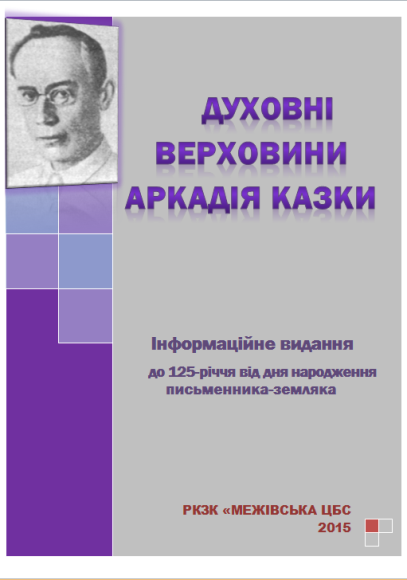 ДУХОВНІ
ВЕРХОВИНИ
АРКАДІЯ КАЗКИ
Інформаційне видання
до 125-річчя від дня народження
письменника-земляка
РКЗК «МЕЖІВСЬКА ЦБС
2015